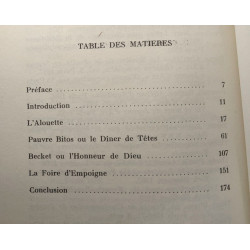 TABLE DES MATIERES
Préface . . . . . . . . . . . . 7
Introduction . . . . . . . . . . . 11
L'Alouette . . . . . . . . . . . 17
Pauvre Bitos ou le Dîner de Têtes . . . . 61
Becket ou l'Honneur de Dieu . . . . . . 107
La Foire d'Empoigne . . . . . . . . 151
Conclusion . . . . . . . . . . . 174